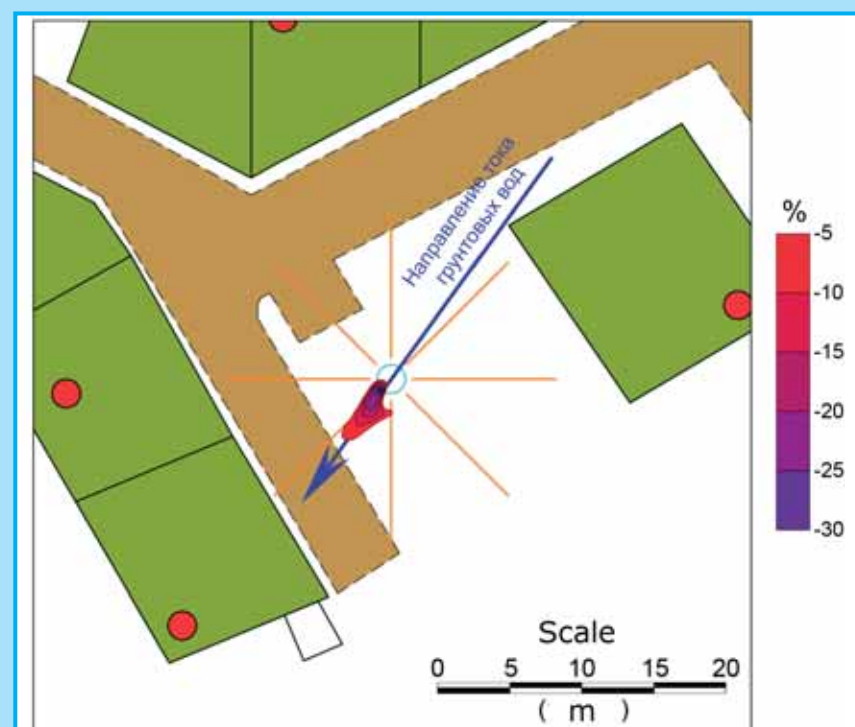 Направление тока
грунтовых вод
%
-5
-10
-15
-20
-25
-30
Scale
0 5 10 15 20
( m )